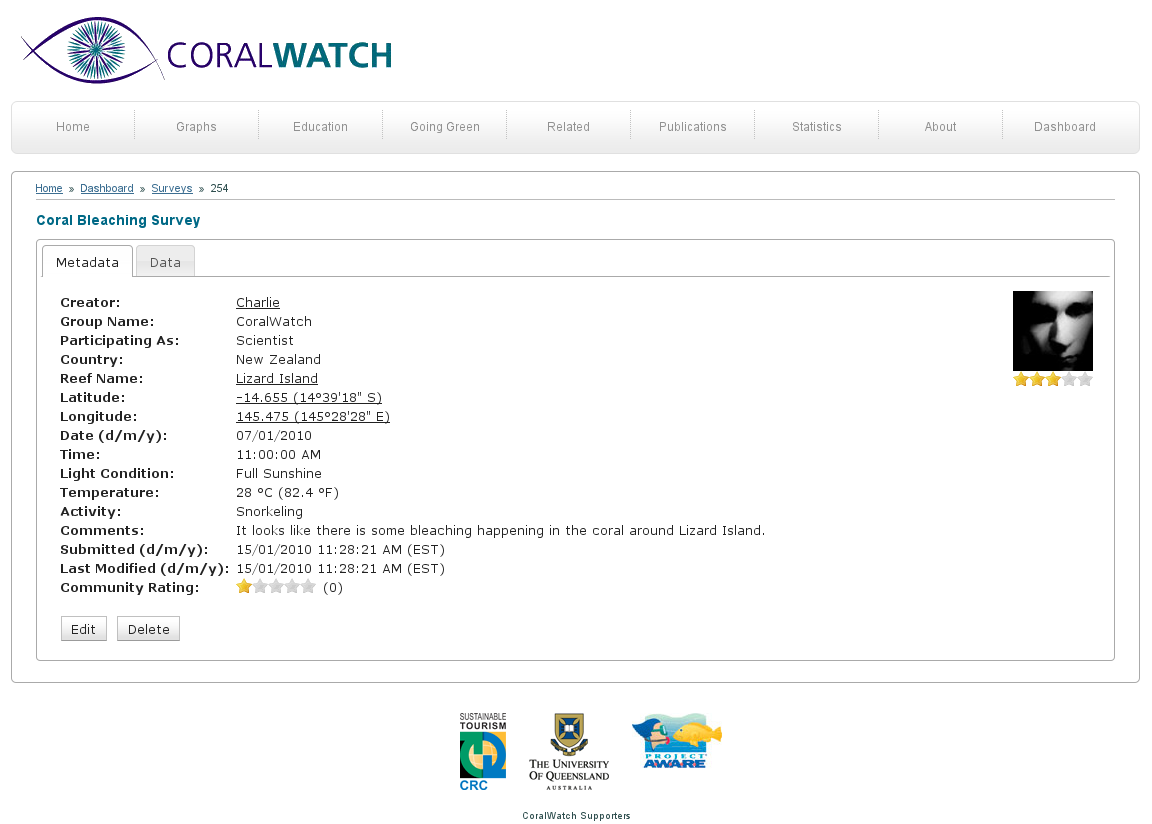 CORALWATCH
Home Graphs Education Going Green Related Publications Statistics About Dashboard
Home » Dashboard » Surveys » 254
Coral Bleaching Survey
Metadata Data
Creator: Charlie
Group Name: CoralWatch
Participating As: Scientist
Country: New Zealand
Reef Name: Lizard Island
Latitude: -14.655 (14°39'18" S)
Longitude: 145.475 (145°28'28" E)
Date (d/m/y): 07/01/2010
Time: 11:00:00 AM
Light Condition: Full Sunshine
Temperature: 28 °C (82.4 °F)
Activity: Snorkeling
Comments: It looks like there is some bleaching happening in the coral around Lizard Island.
Submitted (d/m/y): 15/01/2010 11:28:21 AM (EST)
Last Modified (d/m/y): 15/01/2010 11:28:21 AM (EST)
Community Rating: (0)
Edit Delete
SUSTAINABLE
TOURISM
CRC
THE UNIVERSITY
OF QUEENSLAND
AUSTRALIA
PROJECT
AWARE
CoralWatch Supporters